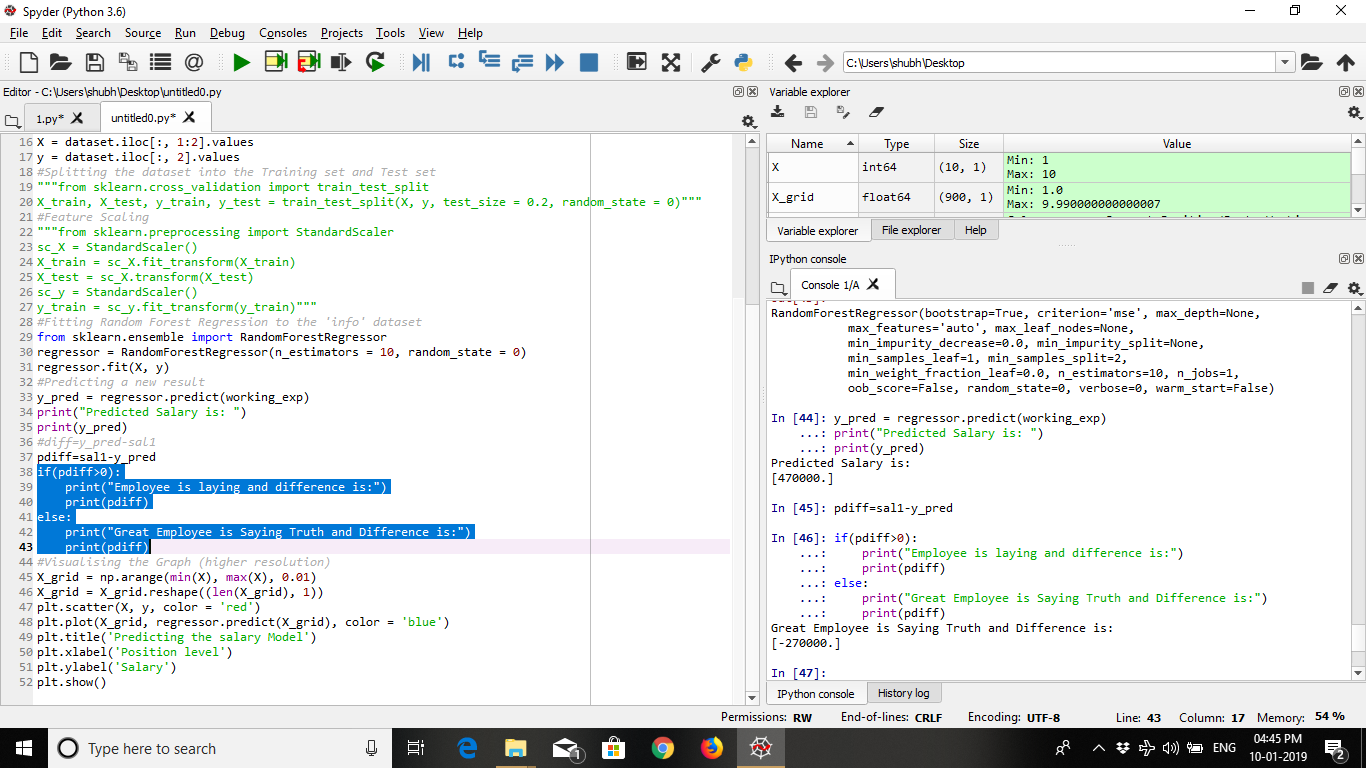 Spyder (Python 3.6)
File Edit Search Source Run Debug Consoles Projects Tools View Help
C:\Users\shubh\Desktop
Editor - C:\Users\shubh\Desktop\untitled0.py
1.py* untitled0.py*
16 X = dataset.iloc[:, 1:2].values
17 y = dataset.iloc[:, 2].values
18 #Splitting the dataset into the Training set and Test set
19 """from sklearn.cross_validation import train_test_split
20 X_train, X_test, y_train, y_test = train_test_split(X, y, test_size = 0.2, random_state = 0)"""
21 #Feature Scaling
22 """from sklearn.preprocessing import StandardScaler
23 sc_X = StandardScaler()
24 X_train = sc_X.fit_transform(X_train)
25 X_test = sc_X.transform(X_test)
26 sc_y = StandardScaler()
27 y_train = sc_y.fit_transform(y_train)"""
28 #Fitting Random Forest Regression to the 'info' dataset
29 from sklearn.ensemble import RandomForestRegressor
30 regressor = RandomForestRegressor(n_estimators = 10, random_state = 0)
31 regressor.fit(X, y)
32 #Predicting a new result
33 y_pred = regressor.predict(working_exp)
34 print("Predicted Salary is: ")
35 print(y_pred)
36 #diff=y_pred-sal1
37 pdiff=sal1-y_pred
38 if(pdiff>0):
39     print("Employee is laying and difference is:")
40     print(pdiff)
41 else:
42     print("Great Employee is Saying Truth and Difference is:")
43     print(pdiff)
44 #Visualising the Graph (higher resolution)
45 X_grid = np.arange(min(X), max(X), 0.01)
46 X_grid = X_grid.reshape((len(X_grid), 1))
47 plt.scatter(X, y, color = 'red')
48 plt.plot(X_grid, regressor.predict(X_grid), color = 'blue')
49 plt.title('Predicting the salary Model')
50 plt.xlabel('Position level')
51 plt.ylabel('Salary')
52 plt.show()
Variable explorer
Name Type Size Value
X int64 (10, 1) Min: 1
Max: 10
X_grid float64 (900, 1) Min: 1.0
Max: 9.990000000000007
Variable explorer File explorer Help
IPython console
Console 1/A
RandomForestRegressor(bootstrap=True, criterion='mse', max_depth=None,
max_features='auto', max_leaf_nodes=None,
min_impurity_decrease=0.0, min_impurity_split=None,
min_samples_leaf=1, min_samples_split=2,
min_weight_fraction_leaf=0.0, n_estimators=10, n_jobs=1,
oob_score=False, random_state=0, verbose=0, warm_start=False)
In [44]: y_pred = regressor.predict(working_exp)
...: print("Predicted Salary is: ")
...: print(y_pred)
Predicted Salary is:
[470000.]
In [45]: pdiff=sal1-y_pred
In [46]: if(pdiff>0):
...:     print("Employee is laying and difference is:")
...:     print(pdiff)
...: else:
...:     print("Great Employee is Saying Truth and Difference is:")
...:     print(pdiff)
Great Employee is Saying Truth and Difference is:
[-270000.]
In [47]:
IPython console History log
Permissions: RW End-of-lines: CRLF Encoding: UTF-8 Line: 43 Column: 17 Memory: 54 %
Type here to search
1
ENG
04:45 PM
10-01-2019
2